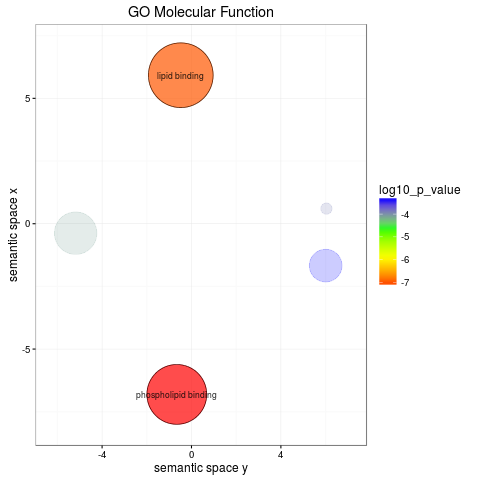 GO Molecular Function
lipid binding
phospholipid binding
5
0
-5
-4
0
4
semantic space x
semantic space y
log10_p_value
-4
-5
-6
-7